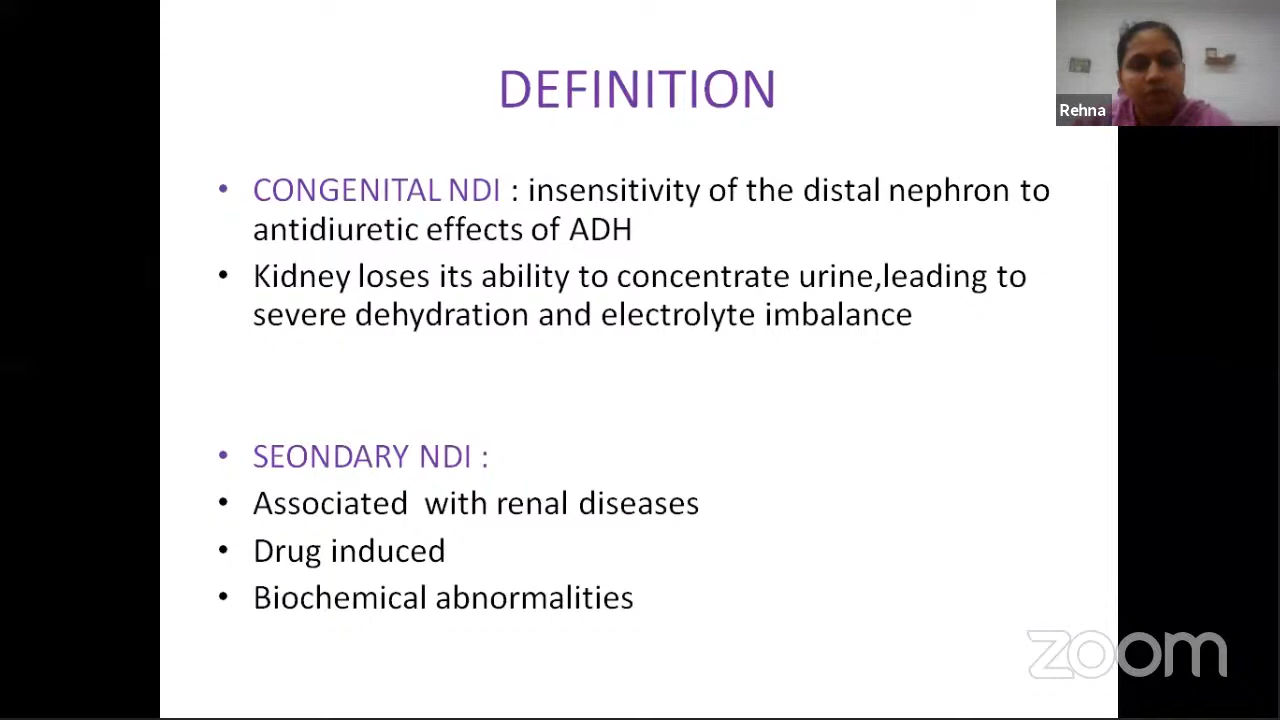 DEFINITION
Rehna
• CONGENITAL NDI : insensitivity of the distal nephron to
antidiuretic effects of ADH
• Kidney loses its ability to concentrate urine,leading to
severe dehydration and electrolyte imbalance
• SEONDARY NDI :
• Associated with renal diseases
• Drug induced
• Biochemical abnormalities
zoom